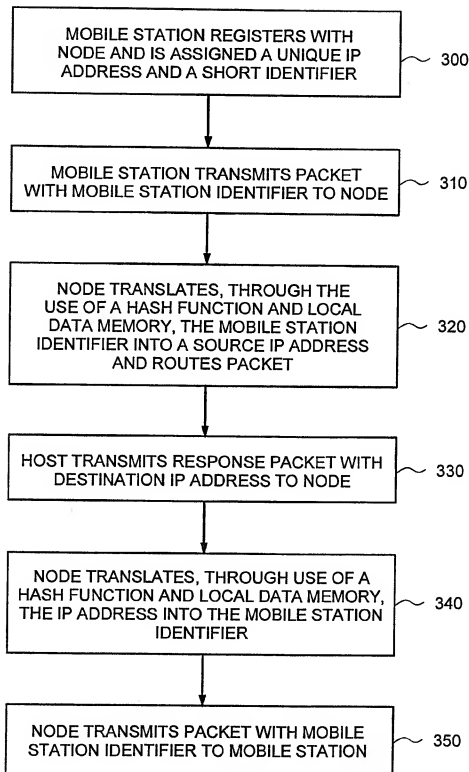 MOBILE STATION REGISTERS WITH
NODE AND IS ASSIGNED A UNIQUE IP
ADDRESS AND A SHORT IDENTIFIER
300
MOBILE STATION TRANSMITS PACKET
WITH MOBILE STATION IDENTIFIER TO NODE
310
NODE TRANSLATES, THROUGH THE
USE OF A HASH FUNCTION AND LOCAL
DATA MEMORY, THE MOBILE STATION
IDENTIFIER INTO A SOURCE IP ADDRESS
AND ROUTES PACKET
320
HOST TRANSMITS RESPONSE PACKET WITH
DESTINATION IP ADDRESS TO NODE
330
NODE TRANSLATES, THROUGH USE OF A
HASH FUNCTION AND LOCAL DATA MEMORY,
THE IP ADDRESS INTO THE MOBILE STATION
IDENTIFIER
340
NODE TRANSMITS PACKET WITH MOBILE
STATION IDENTIFIER TO MOBILE STATION
350